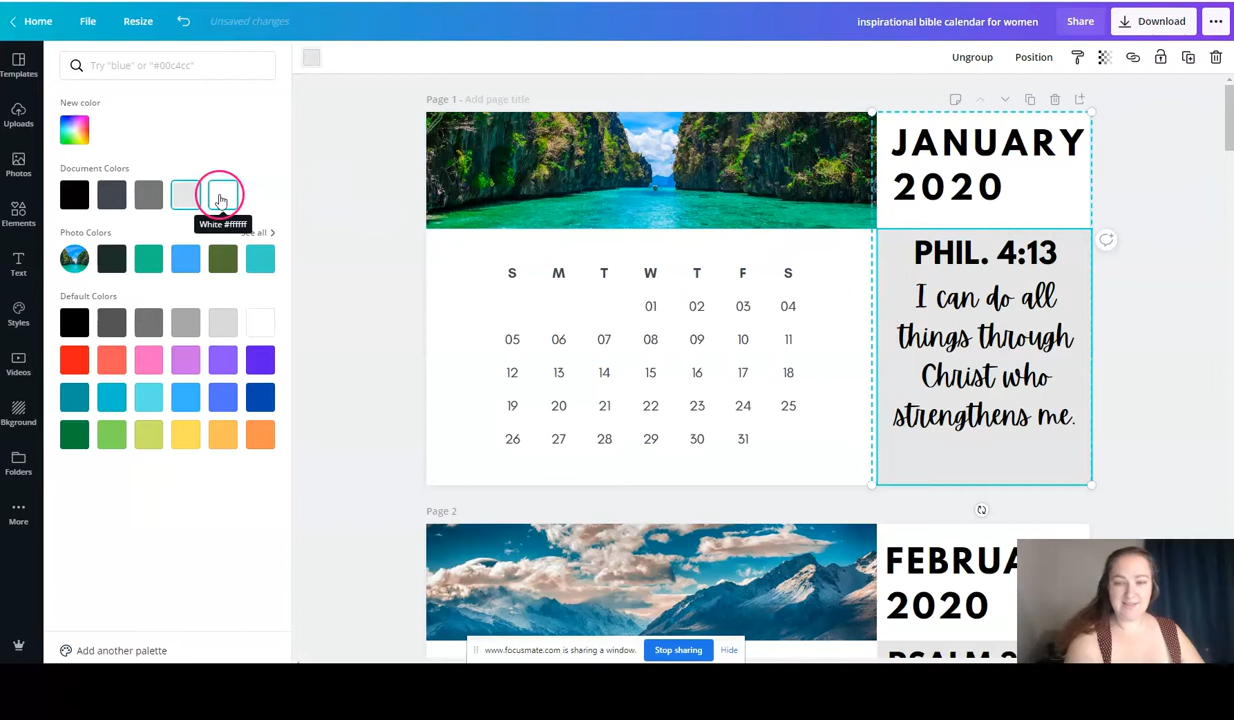 Home File Resize Unsaved changes inspirational bible calendar for women Share Download
Templates
Uploads
Photos
Elements
Text
Styles
Videos
Bkground
Folders
More
Try "blue" or "#00c4cc"
New color
Document Colors
White #ffffff
Photo Colors
See all
Default Colors
Add another palette
Ungroup Position
Page 1 - Add page title
JANUARY
2020
S M T W T F S
01 02 03 04
05 06 07 08 09 10 11
12 13 14 15 16 17 18
19 20 21 22 23 24 25
26 27 28 29 30 31
PHIL. 4:13
I can do all
things through
Christ who
strengthens me.
Page 2
FEBRUA
2020
PSALM
www.focusmate.com is sharing a window. Stop sharing Hide